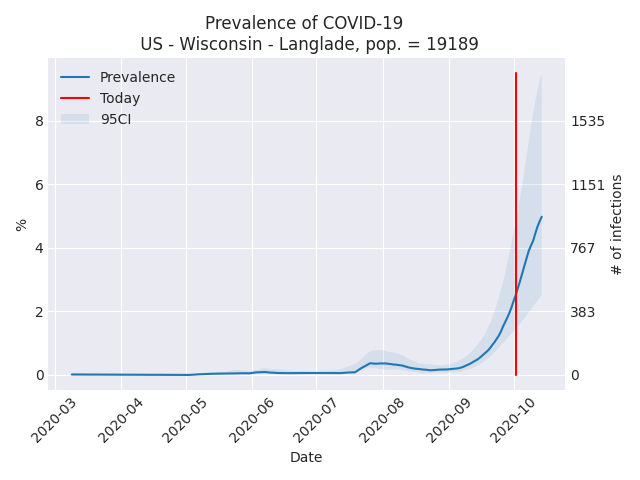 Prevalence of COVID-19
US - Wisconsin - Langlade, pop. = 19189
Prevalence
Today
95CI
8
6
4
2
0
%
1535
1151
767
383
0
# of infections
2020-03
2020-04
2020-05
2020-06
2020-07
2020-08
2020-09
2020-10
Date